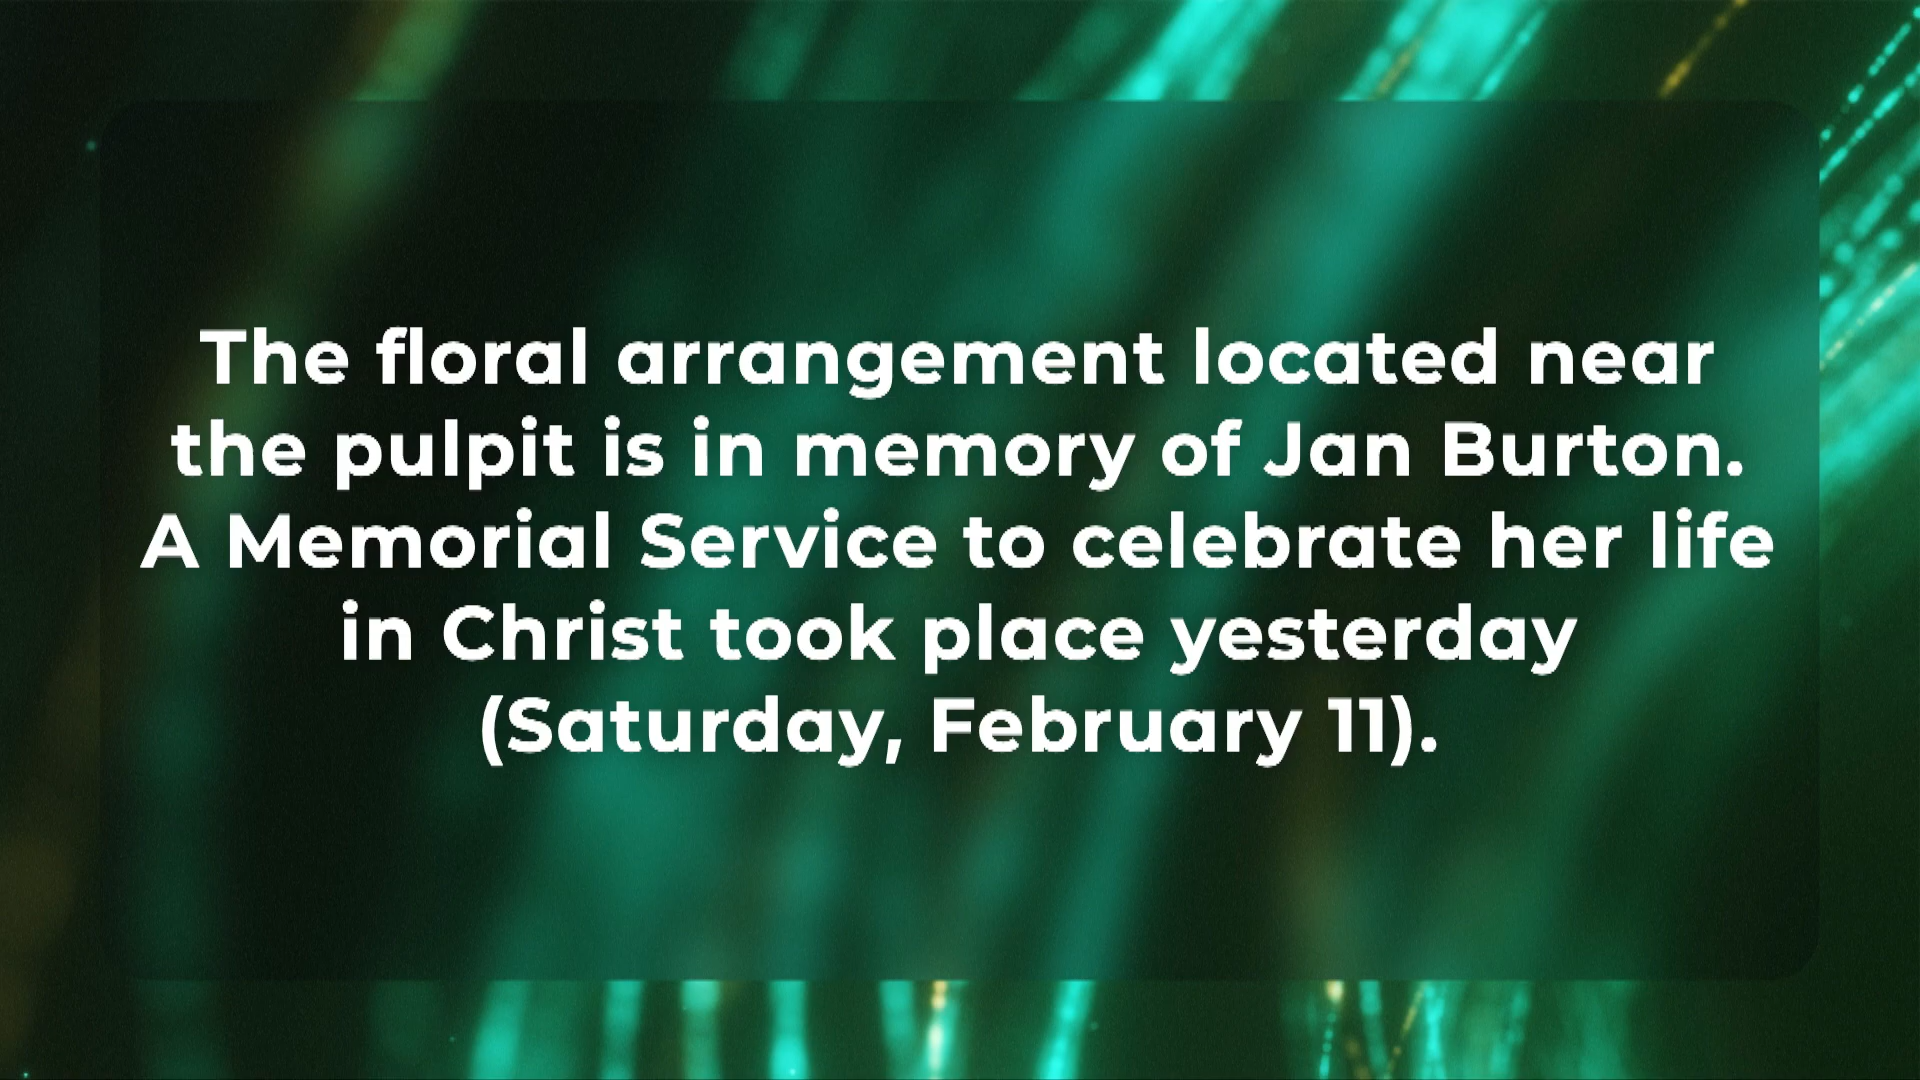 The floral arrangement located near
the pulpit is in memory of Jan Burton.
A Memorial Service to celebrate her life
in Christ took place yesterday
(Saturday, February 11).